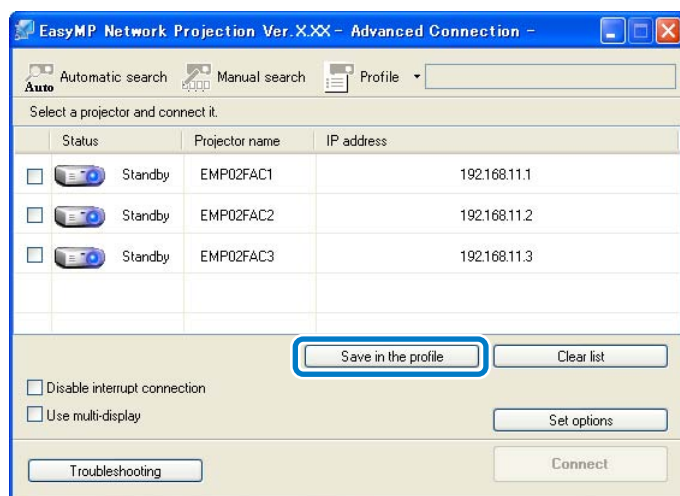 EasyMP Network Projection Ver.X.XX - Advanced Connection -
Auto Automatic search Manual search Profile
Select a projector and connect it.
Status Projector name IP address
Standby EMP02FAC1 192.168.11.1
Standby EMP02FAC2 192.168.11.2
Standby EMP02FAC3 192.168.11.3
Save in the profile Clear list
Disable interrupt connection
Use multi-display
Set options
Troubleshooting Connect